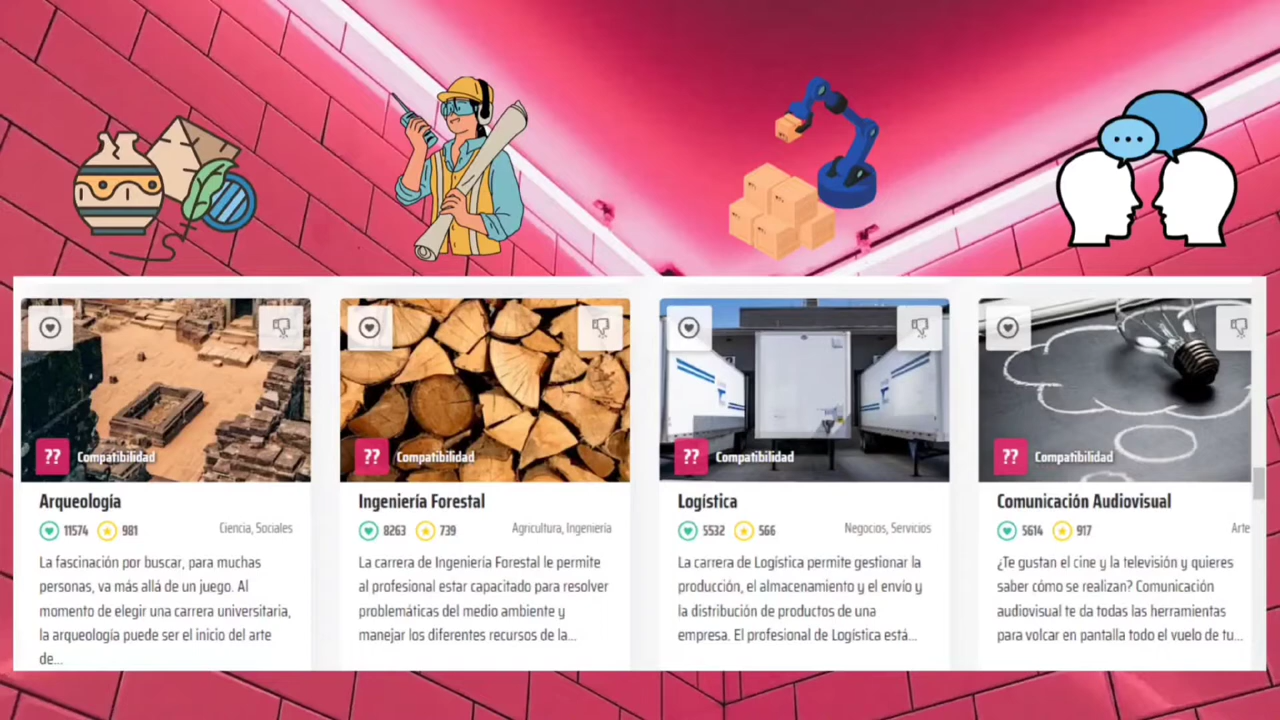 ?? Compatibilidad
Arqueología
11574 981 Ciencia, Sociales
La fascinación por buscar, para muchas
personas, va más allá de un juego. Al
momento de elegir una carrera universitaria,
la arqueología puede ser el inicio del arte
de...
?? Compatibilidad
Ingeniería Forestal
8263 739 Agricultura, Ingeniería
La carrera de Ingeniería Forestal le permite
al profesional estar capacitado para resolver
problemáticas del medio ambiente y
manejar los diferentes recursos de la...
?? Compatibilidad
Logística
5532 566 Negocios, Servicios
La carrera de Logística permite gestionar la
producción, el almacenamiento y el envío y
la distribución de productos de una
empresa. El profesional de Logística está...
?? Compatibilidad
Comunicación Audiovisual
5614 917 Arte
¿Te gustan el cine y la televisión y quieres
saber cómo se realizan? Comunicación
audiovisual te da todas las herramientas
para volcar en pantalla todo el vuelo de tu...